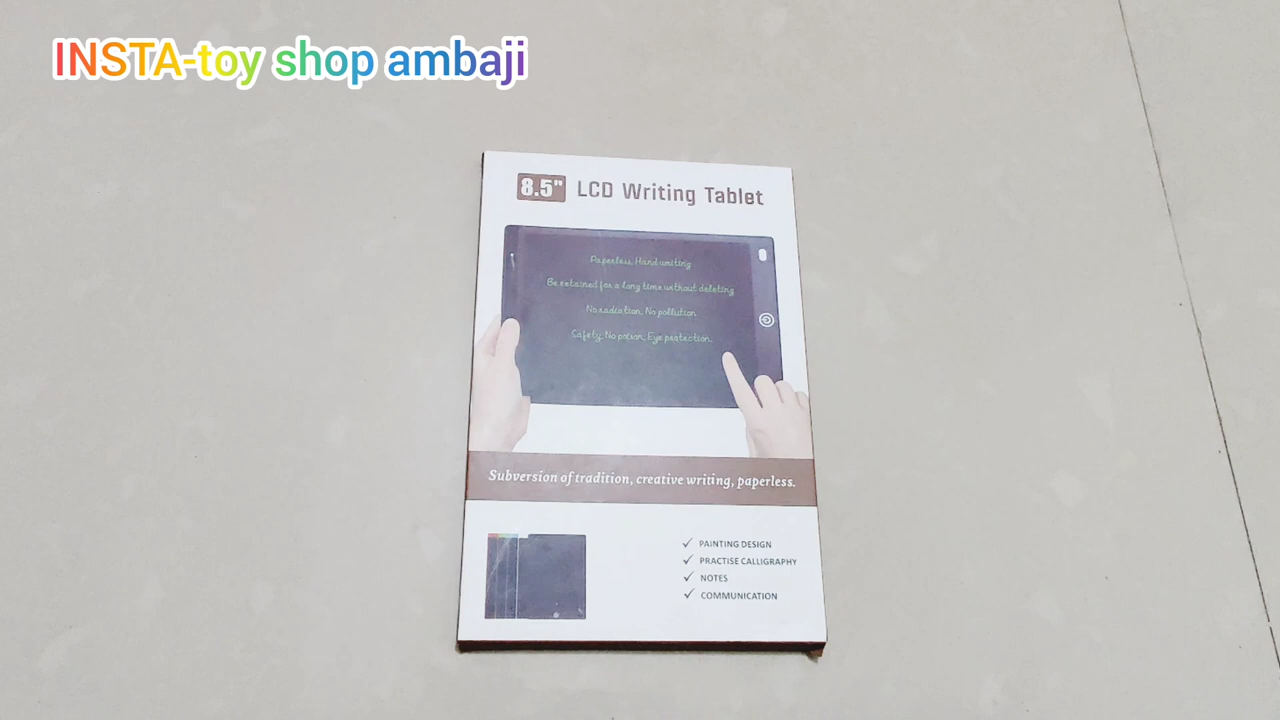 INSTA-toy shop ambaji
8.5" LCD Writing Tablet
Paperless, Handwriting
Be retained for a long time without deleting
No radiation, No pollution
Safety, No poison, Eye protection.
Subversion of tradition, creative writing, paperless.
✓ PAINTING DESIGN
✓ PRACTISE CALLIGRAPHY
✓ NOTES
✓ COMMUNICATION